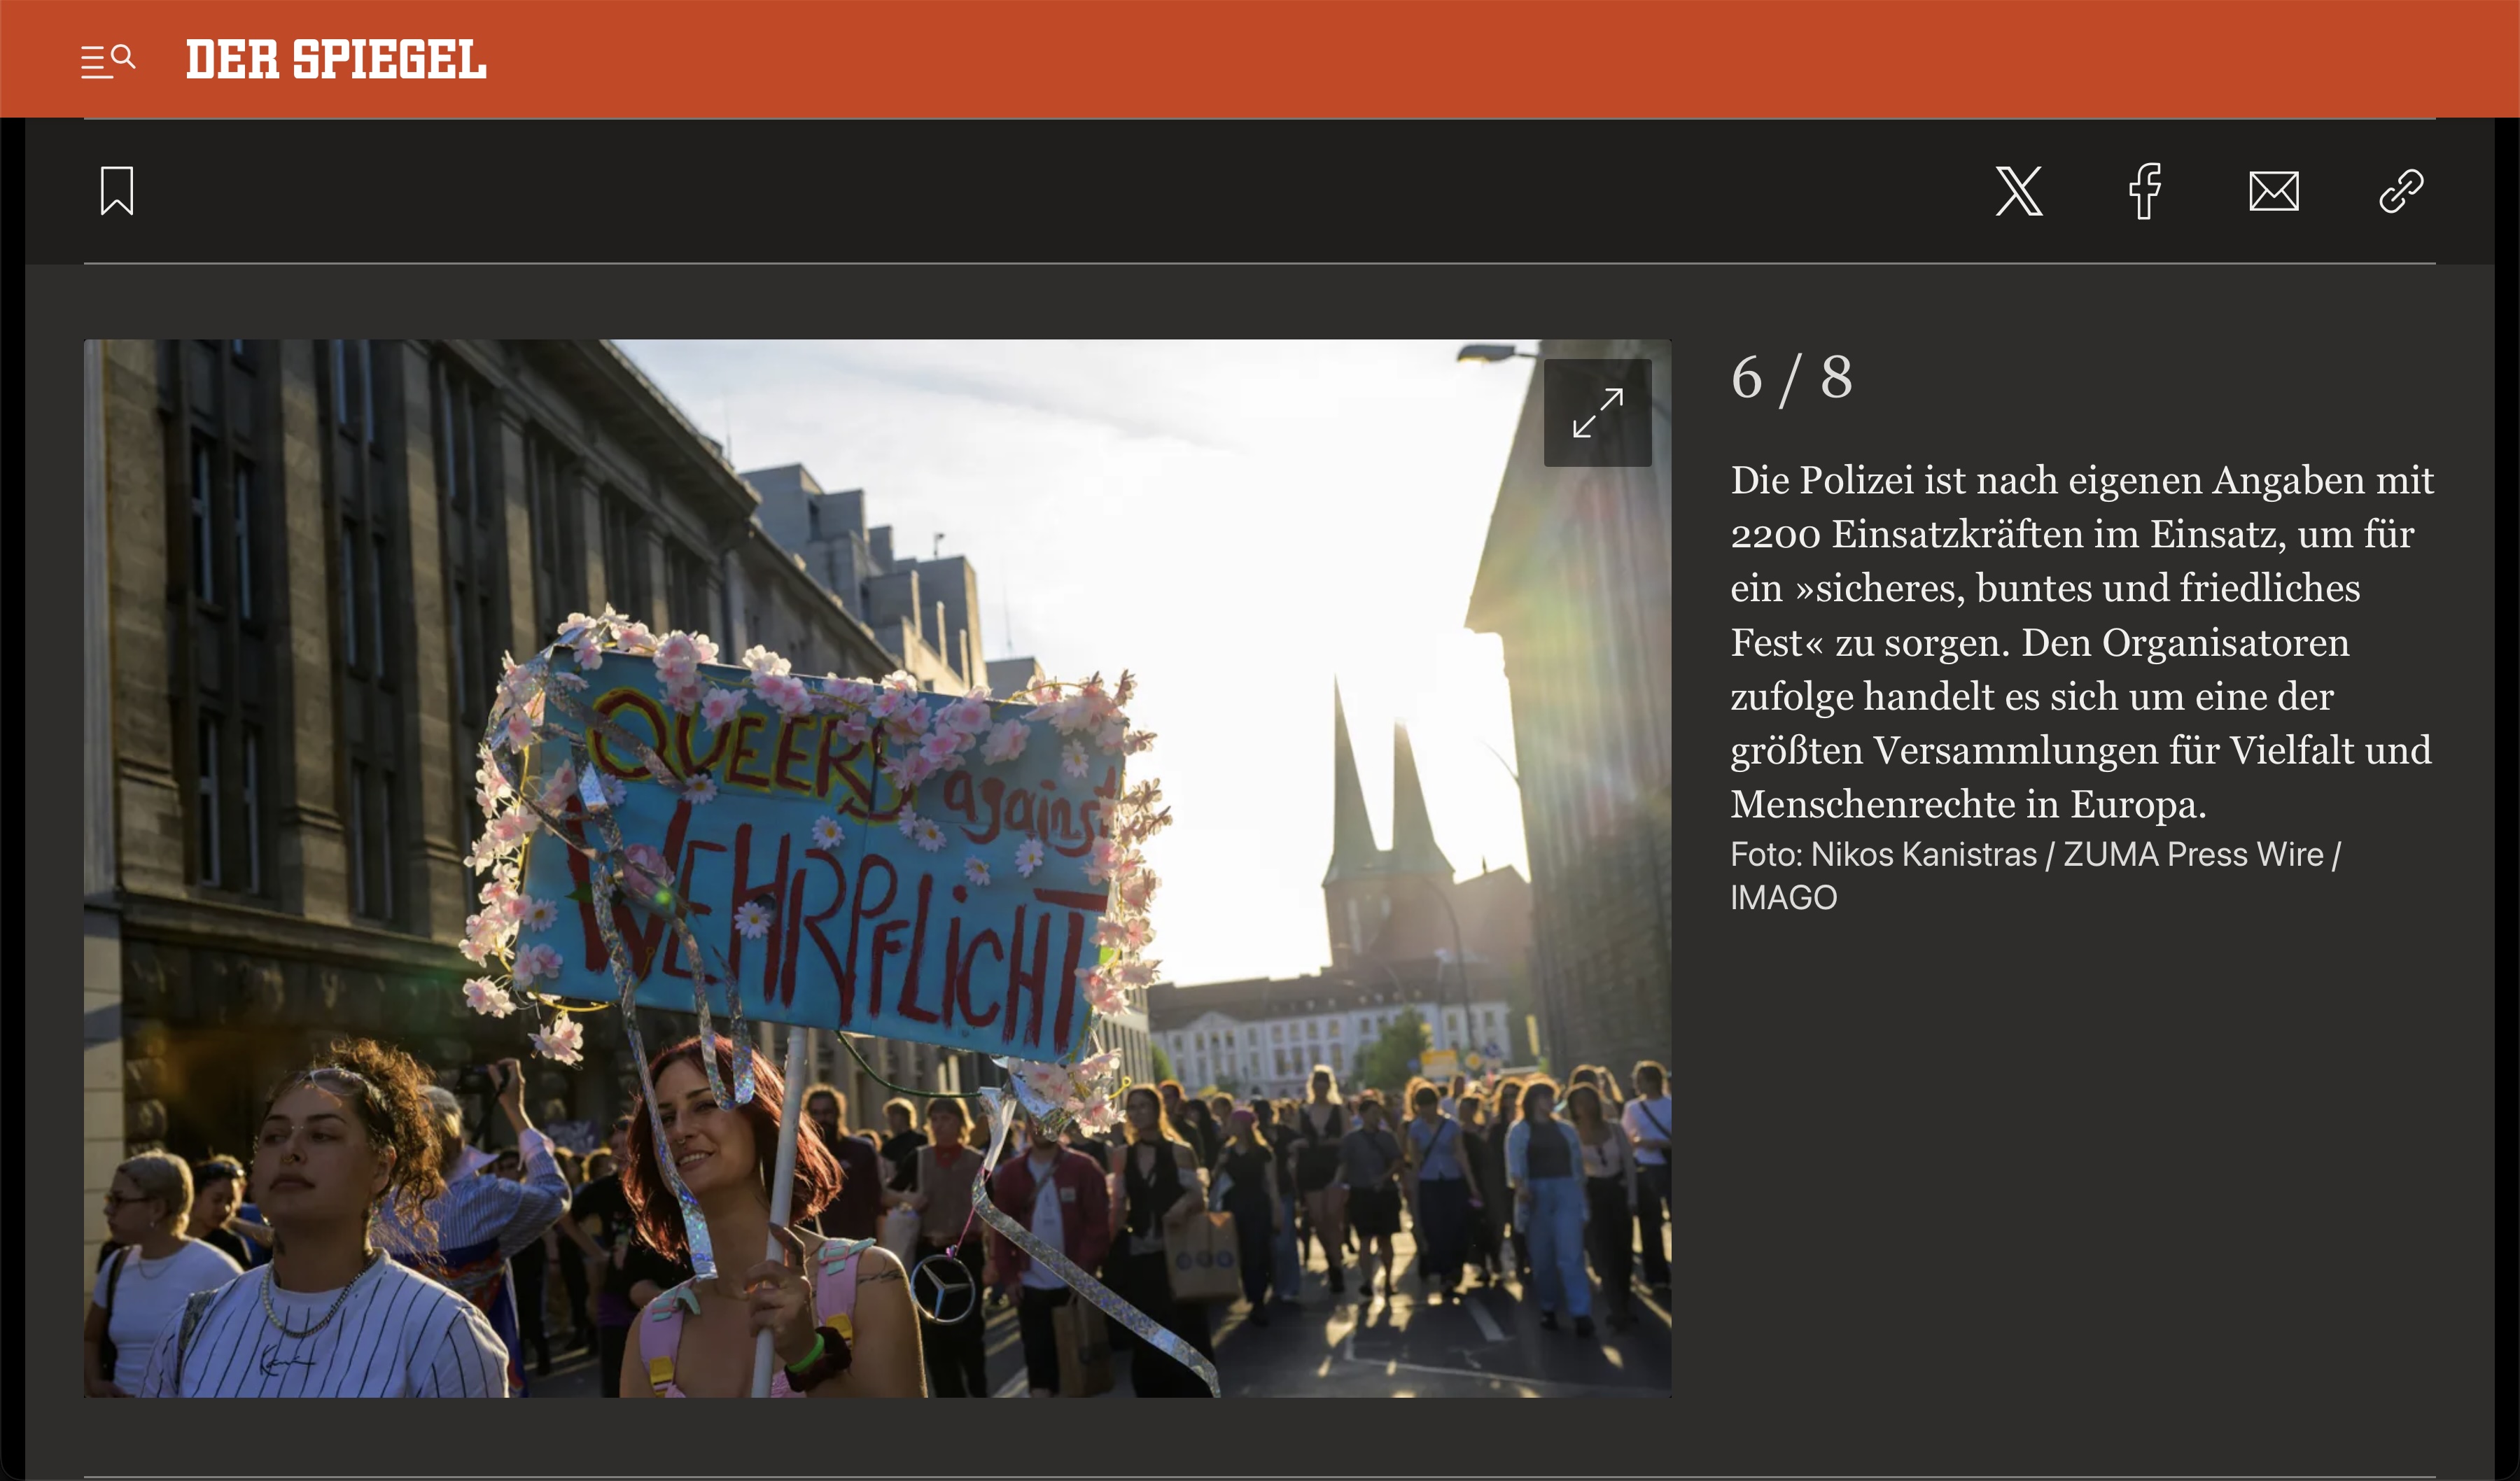 DER SPIEGEL
6 / 8
Die Polizei ist nach eigenen Angaben mit
2200 Einsatzkräften im Einsatz, um für
ein »sicheres, buntes und friedliches
Fest« zu sorgen. Den Organisatoren
zufolge handelt es sich um eine der
größten Versammlungen für Vielfalt und
Menschenrechte in Europa.
Foto: Nikos Kanistras / ZUMA Press Wire /
IMAGO
QUEERS against
WEHRPFLICHT